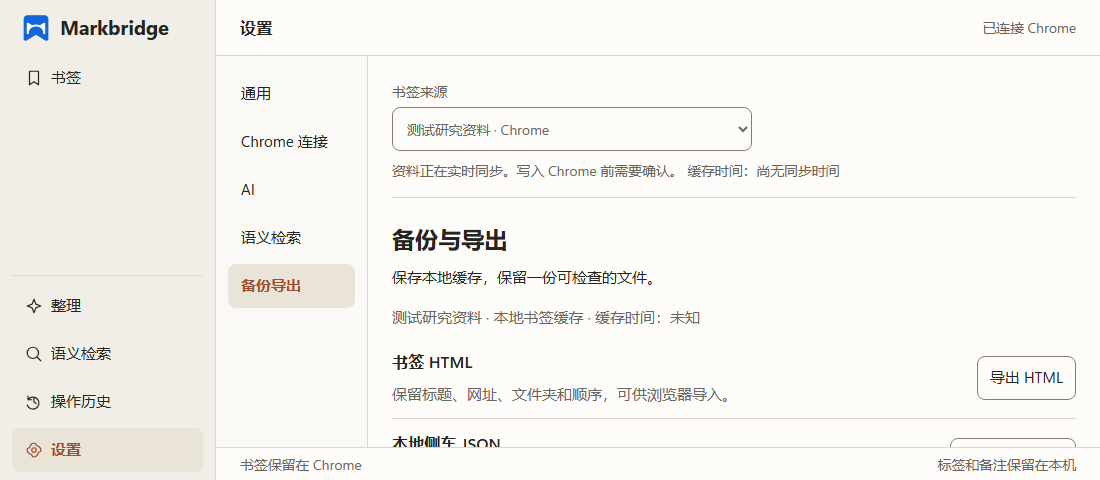 Markbridge
书签
整理
语义检索
操作历史
设置
设置
已连接 Chrome
通用
Chrome 连接
AI
语义检索
备份导出
书签来源
测试研究资料 · Chrome
资料正在实时同步。写入 Chrome 前需要确认。 缓存时间：尚无同步时间
备份与导出
保存本地缓存，保留一份可检查的文件。
测试研究资料 · 本地书签缓存 · 缓存时间：未知
书签 HTML
保留标题、网址、文件夹和顺序，可供浏览器导入。
导出 HTML
本地侧车 JSON
书签保留在 Chrome
标签和备注保留在本机